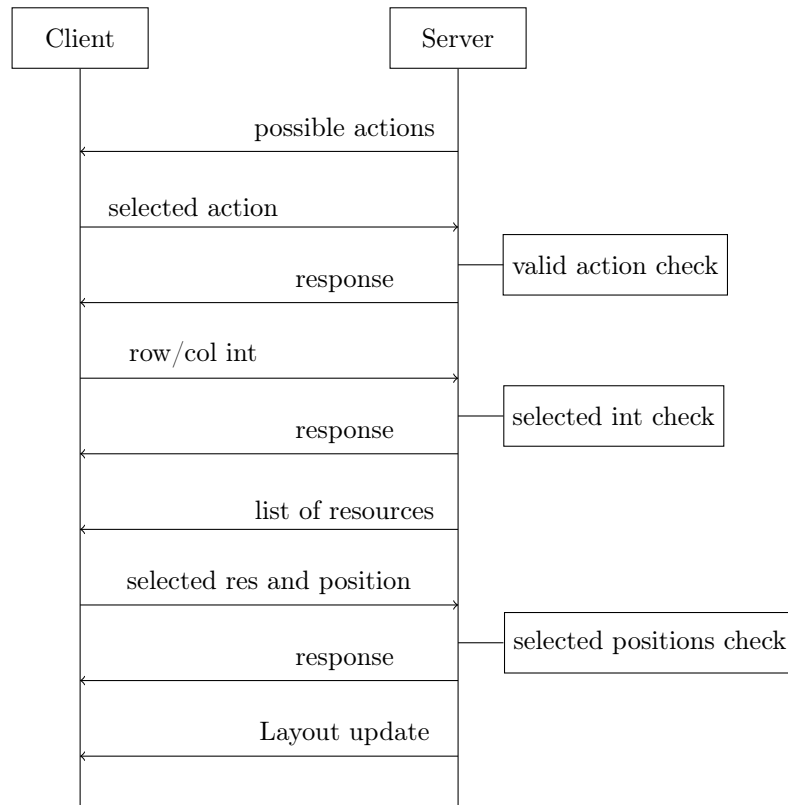 Client
Server
possible actions
selected action
valid action check
response
row/col int
selected int check
response
list of resources
selected res and position
selected positions check
response
Layout update